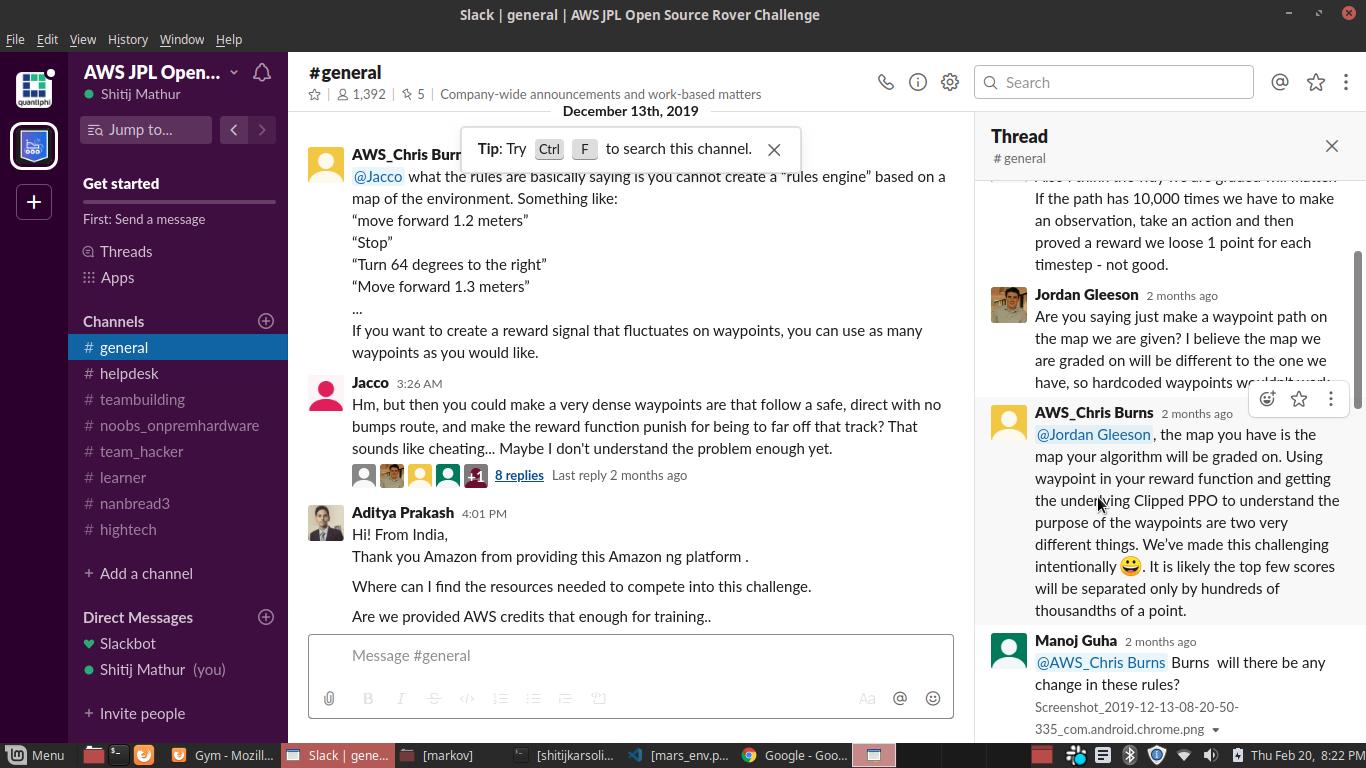 Slack | general | AWS JPL Open Source Rover Challenge
File Edit View History Window Help
quantiphi
AWS JPL Open...
Shitij Mathur
Jump to...
Get started
First: Send a message
Threads
Apps
Channels
# general
# helpdesk
# teambuilding
# noobs_onpremhardware
# team_hacker
# learner
# nanbread3
# hightech
+ Add a channel
Direct Messages
Slackbot
Shitij Mathur (you)
+ Invite people
#general
1,392 5 Company-wide announcements and work-based matters
Search
December 13th, 2019
Tip: Try Ctrl F to search this channel.
AWS_Chris Burn
@Jacco what the rules are basically saying is you cannot create a “rules engine” based on a
map of the environment. Something like:
“move forward 1.2 meters”
“Stop”
“Turn 64 degrees to the right”
“Move forward 1.3 meters”
...
If you want to create a reward signal that fluctuates on waypoints, you can use as many
waypoints as you would like.
Jacco 3:26 AM
Hm, but then you could make a very dense waypoints are that follow a safe, direct with no
bumps route, and make the reward function punish for being to far off that track? That
sounds like cheating... Maybe I don't understand the problem enough yet.
+1 8 replies Last reply 2 months ago
Aditya Prakash 4:01 PM
Hi! From India,
Thank you Amazon from providing this Amazon ng platform .
Where can I find the resources needed to compete into this challenge.
Are we provided AWS credits that enough for training..
Message #general
B I S </> Aa @
Thread
# general
If the path has 10,000 times we have to make
an observation, take an action and then
proved a reward we loose 1 point for each
timestep - not good.
Jordan Gleeson 2 months ago
Are you saying just make a waypoint path on
the map we are given? I believe the map we
are graded on will be different to the one we
have, so hardcoded waypoints wouldn't work
AWS_Chris Burns 2 months ago
@Jordan Gleeson, the map you have is the
map your algorithm will be graded on. Using
waypoint in your reward function and getting
the underlying Clipped PPO to understand the
purpose of the waypoints are two very
different things. We’ve made this challenging
intentionally 😀. It is likely the top few scores
will be separated only by hundreds of
thousandths of a point.
Manoj Guha 2 months ago
@AWS_Chris Burns Burns will there be any
change in these rules?
Screenshot_2019-12-13-08-20-50-
335_com.android.chrome.png
Menu Gym - Mozill... Slack | gene... [markov] [shitijkarsoli... [mars_env.p... Google - Goo... Thu Feb 20, 8:22 PM